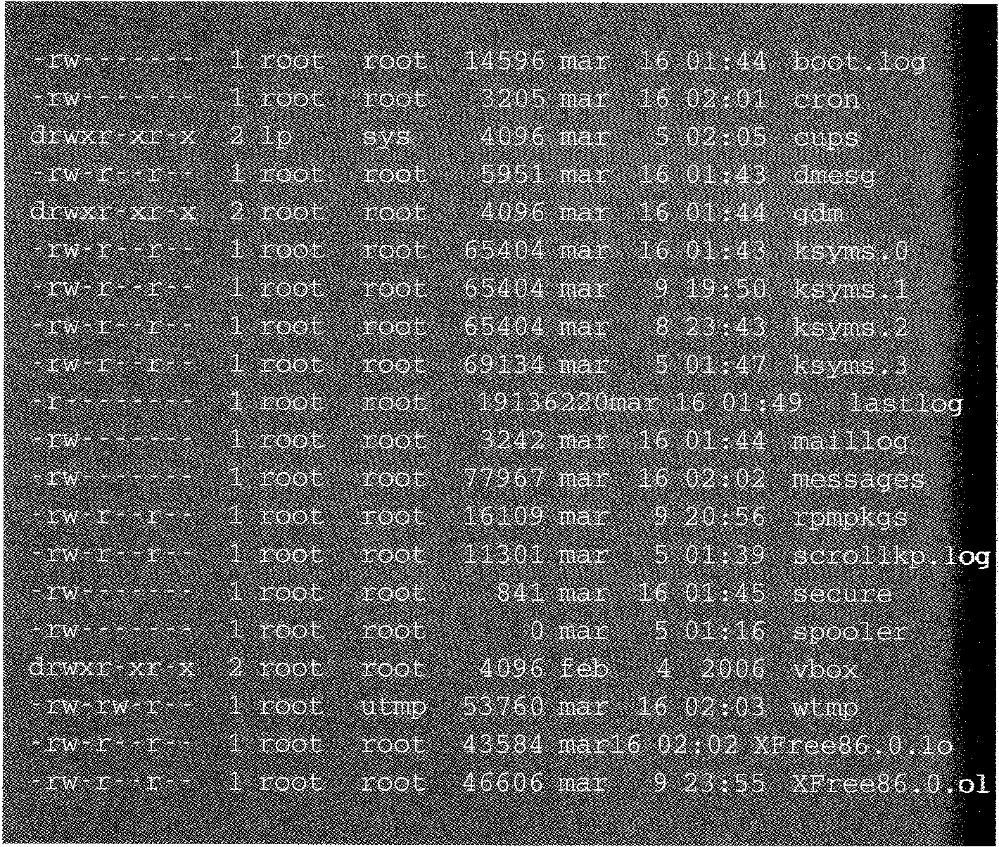 -rw------- 1 root root 14596 mar 16 01:44 boot.log
-rw------- 1 root root 3205 mar 16 02:01 cron
drwxr-xr-x 2 lp sys 4096 mar 5 02:05 cups
-rw-r--r-- 1 root root 5951 mar 16 01:43 dmesg
drwxr-xr-x 2 root root 4096 mar 16 01:44 gdm
-rw-r--r-- 1 root root 65404 mar 16 01:43 ksyms.0
-rw-r--r-- 1 root root 65404 mar 9 19:50 ksyms.1
-rw-r--r-- 1 root root 65404 mar 8 23:43 ksyms.2
-rw-r--r-- 1 root root 69134 mar 5 01:47 ksyms.3
-r-------- 1 root root 19136220mar 16 01:49 lastlog
-rw------- 1 root root 3242 mar 16 01:44 maillog
-rw------- 1 root root 77967 mar 16 02:02 messages
-rw-r--r-- 1 root root 16109 mar 9 20:56 rpmpkgs
-rw-r--r-- 1 root root 11301 mar 5 01:39 scrollkp.log
-rw------- 1 root root 841 mar 16 01:45 secure
-rw------- 1 root root 0 mar 5 01:16 spooler
drwxr-xr-x 2 root root 4096 feb 4 2006 vbox
-rw-rw-r-- 1 root utmp 53760 mar 16 02:03 wtmp
-rw-r--r-- 1 root root 43584 mar16 02:02 XFree86.0.lo
-rw-r--r-- 1 root root 46606 mar 9 23:55 XFree86.0.ol